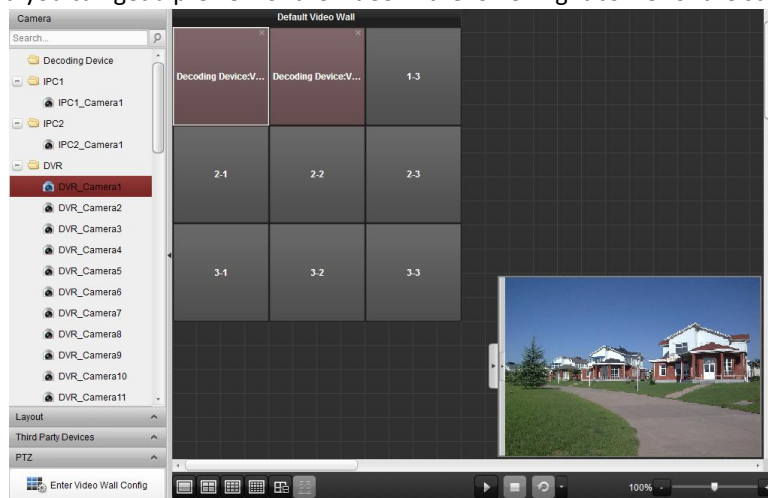 Camera
Default Video Wall
Search...
Decoding Device
IPC1
IPC1_Camera1
IPC2
IPC2_Camera1
DVR
DVR_Camera1
DVR_Camera2
DVR_Camera3
DVR_Camera4
DVR_Camera5
DVR_Camera6
DVR_Camera7
DVR_Camera8
DVR_Camera9
DVR_Camera10
DVR_Camera11
Layout
Third Party Devices
PTZ
Enter Video Wall Config
Decoding Device:V... Decoding Device:V... 1-3
2-1 2-2 2-3
3-1 3-2 3-3
100%